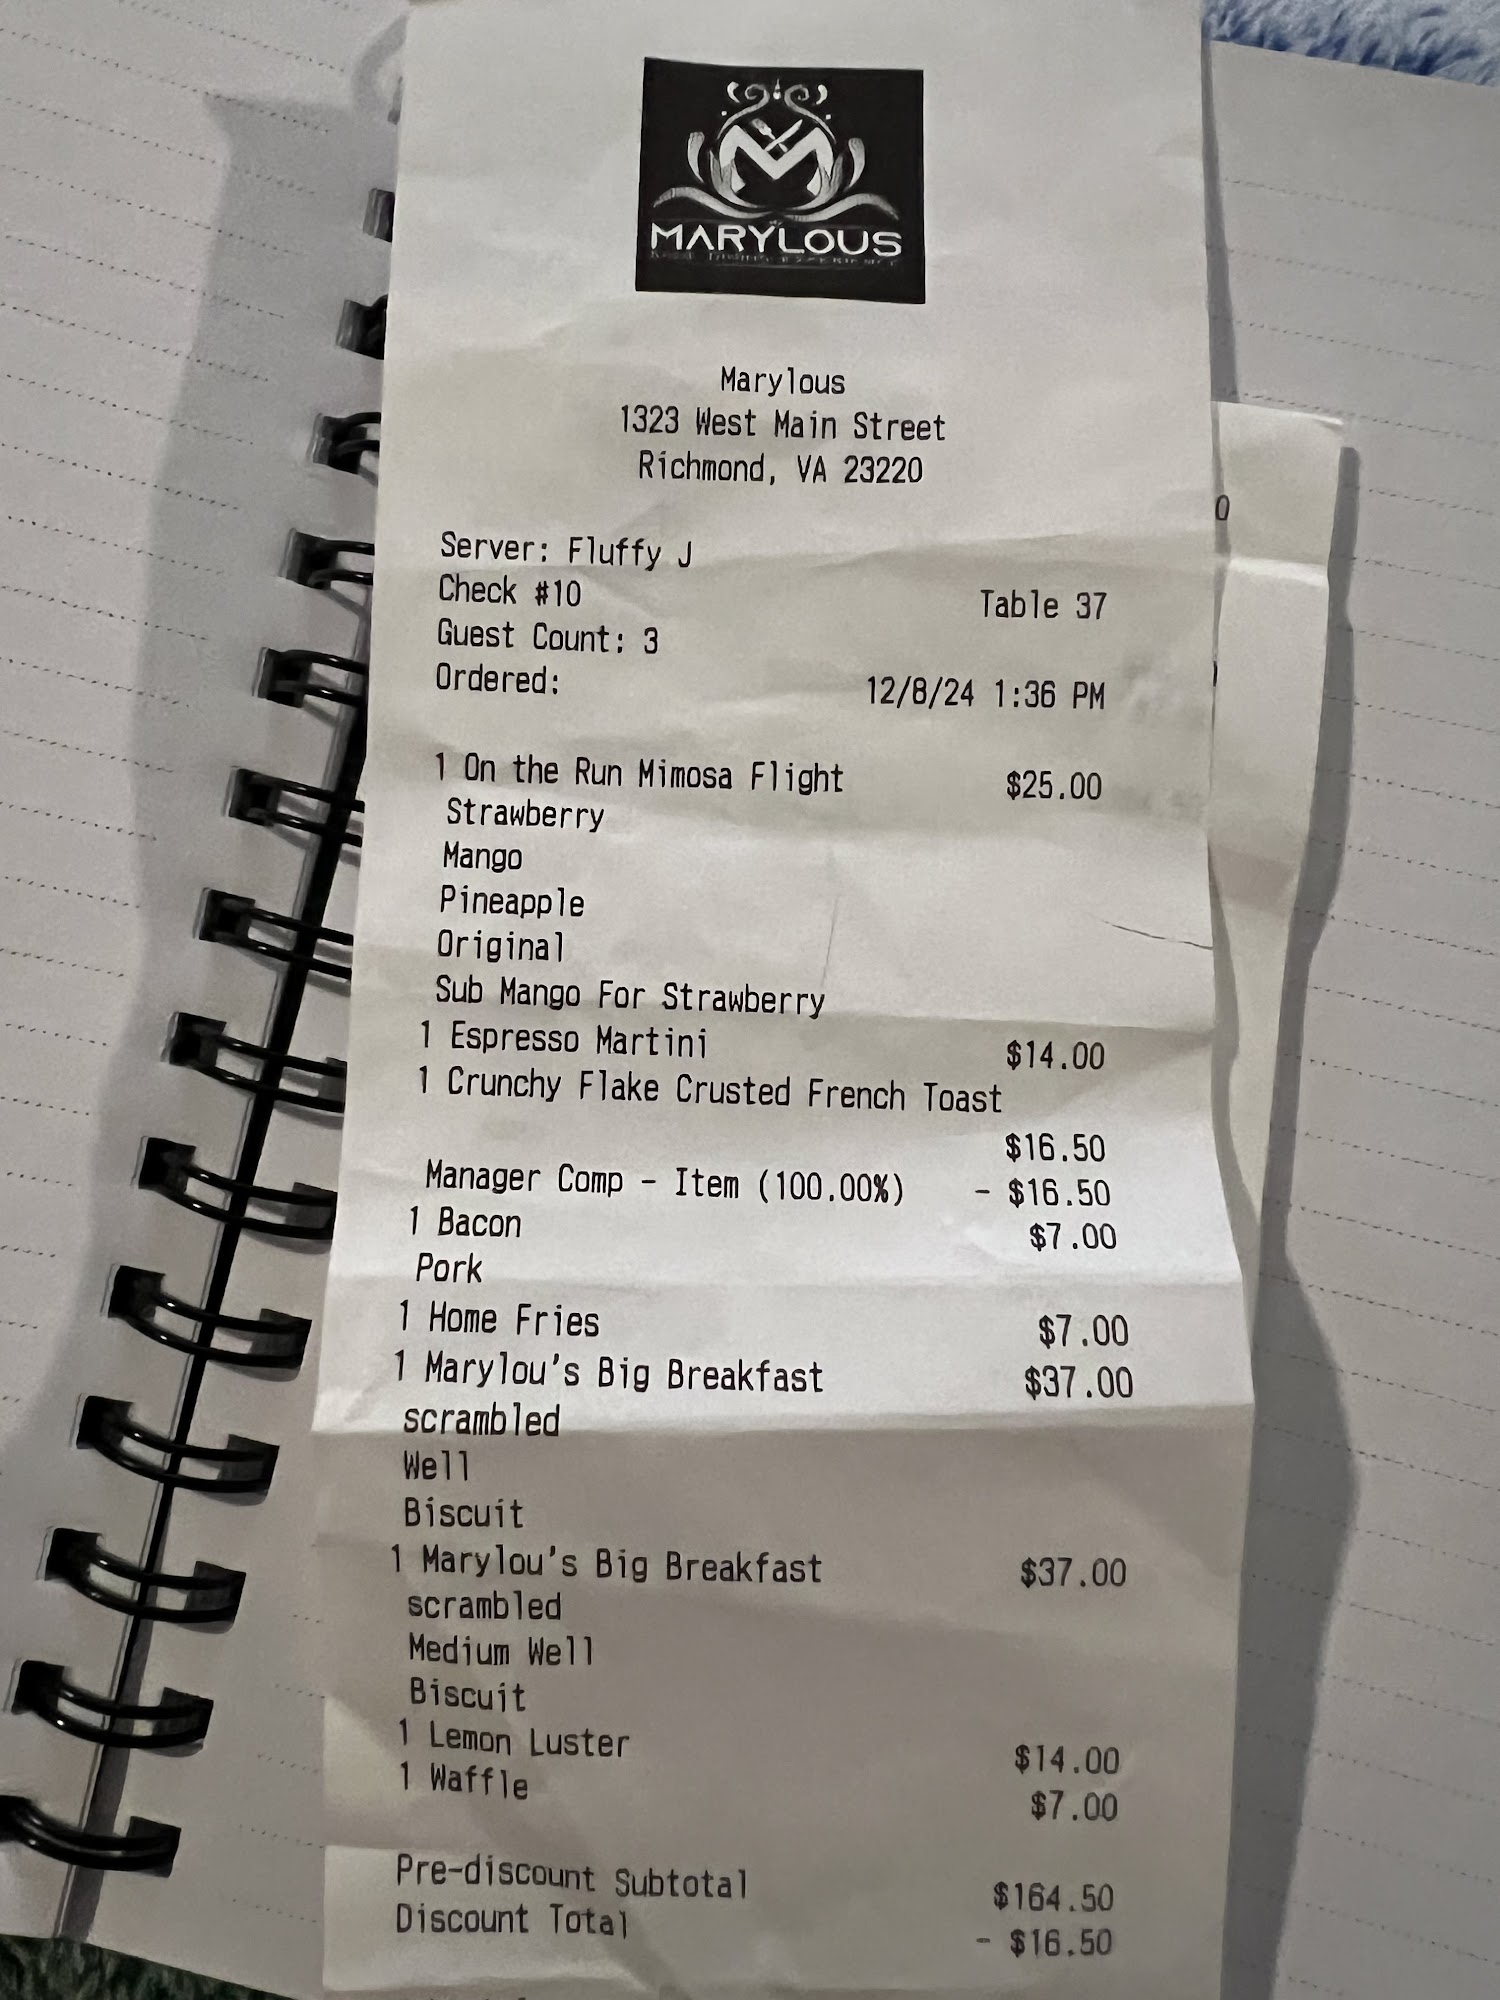 MARYLOUS
Marylous
1323 West Main Street
Richmond, VA 23220
Server: Fluffy J
Check #10 Table 37
Guest Count: 3
Ordered: 12/8/24 1:36 PM
1 On the Run Mimosa Flight $25.00
Strawberry
Mango
Pineapple
Original
Sub Mango For Strawberry
1 Espresso Martini $14.00
1 Crunchy Flake Crusted French Toast
$16.50
Manager Comp - Item (100.00%) - $16.50
1 Bacon $7.00
Pork
1 Home Fries $7.00
1 Marylou's Big Breakfast $37.00
scrambled
Well
Biscuit
1 Marylou's Big Breakfast $37.00
scrambled
Medium Well
Biscuit
1 Lemon Luster $14.00
1 Waffle $7.00
Pre-discount Subtotal $164.50
Discount Total - $16.50
0